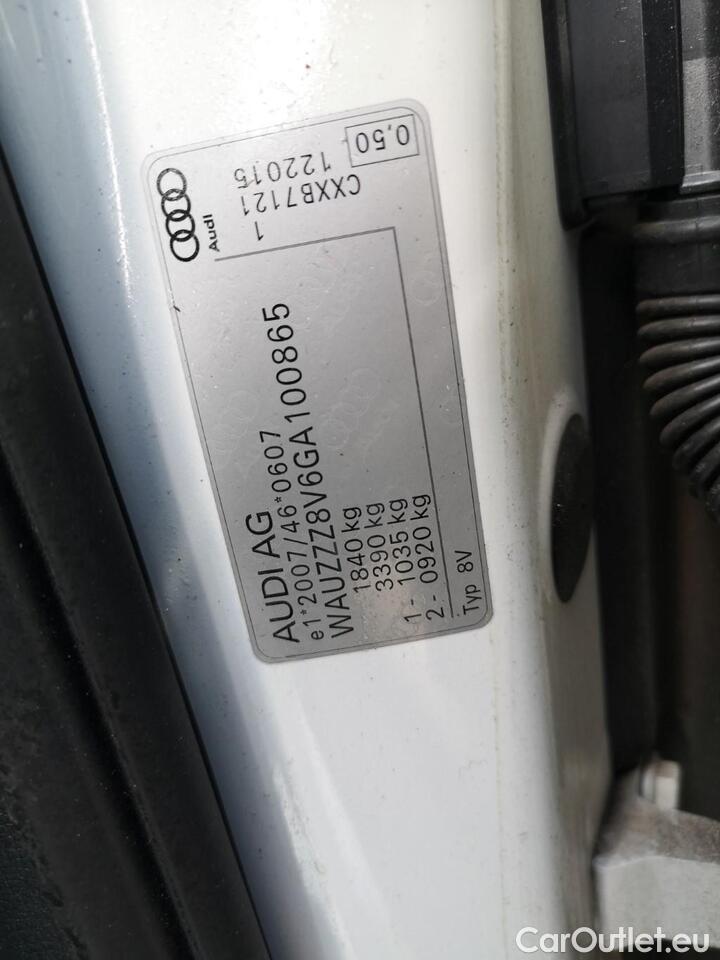 AUDI AG
e1*2007/46*0607
WAUZZZ8V6GA100865
1840 kg
3390 kg
1- 1035 kg
2- 0920 kg
Typ 8V
Audi
1
CXXB7121
122015
0,50
CarOutlet.eu